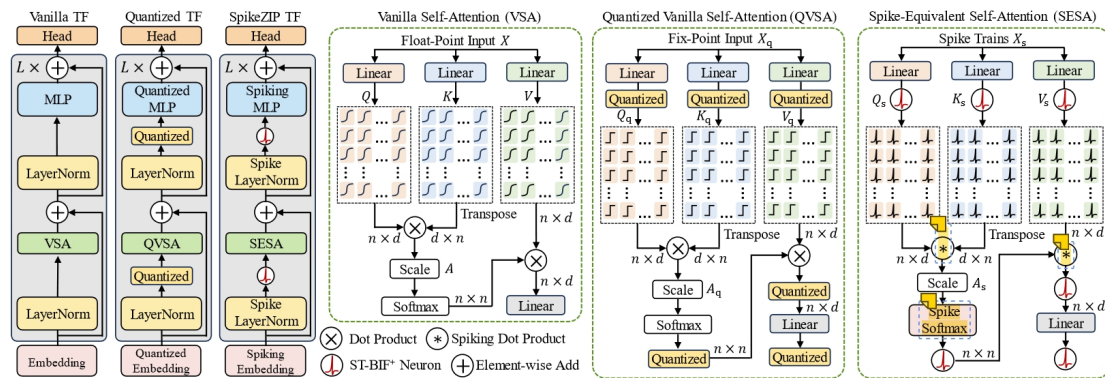 Vanilla TF
Head
L ×
MLP
LayerNorm
VSA
LayerNorm
Embedding
Quantized TF
Head
L ×
Quantized
MLP
Quantized
LayerNorm
QVSA
Quantized
LayerNorm
Quantized
Embedding
SpikeZIP TF
Head
L ×
Spiking
MLP
Spike
LayerNorm
SESA
Spike
LayerNorm
Spiking
Embedding
Vanilla Self-Attention (VSA)
Float-Point Input X
Linear Linear Linear
Q K V
Transpose
n × d d × n n × d
Scale A
Softmax n × n
n × d
Linear
Dot Product
Spiking Dot Product
ST-BIF⁺ Neuron
Element-wise Add
Quantized Vanilla Self-Attention (QVSA)
Fix-Point Input Xq
Linear Linear Linear
Quantized Quantized Quantized
Qq Kq Vq
Transpose
n × d d × n n × d
Scale Aq
Softmax
Quantized n × n
n × d
Quantized
Linear
Quantized
Spike-Equivalent Self-Attention (SESA)
Spike Trains Xs
Linear Linear Linear
Qs Ks Vs
Transpose
n × d d × n n × d
Scale As
Spike
Softmax
n × n
n × d
Linear